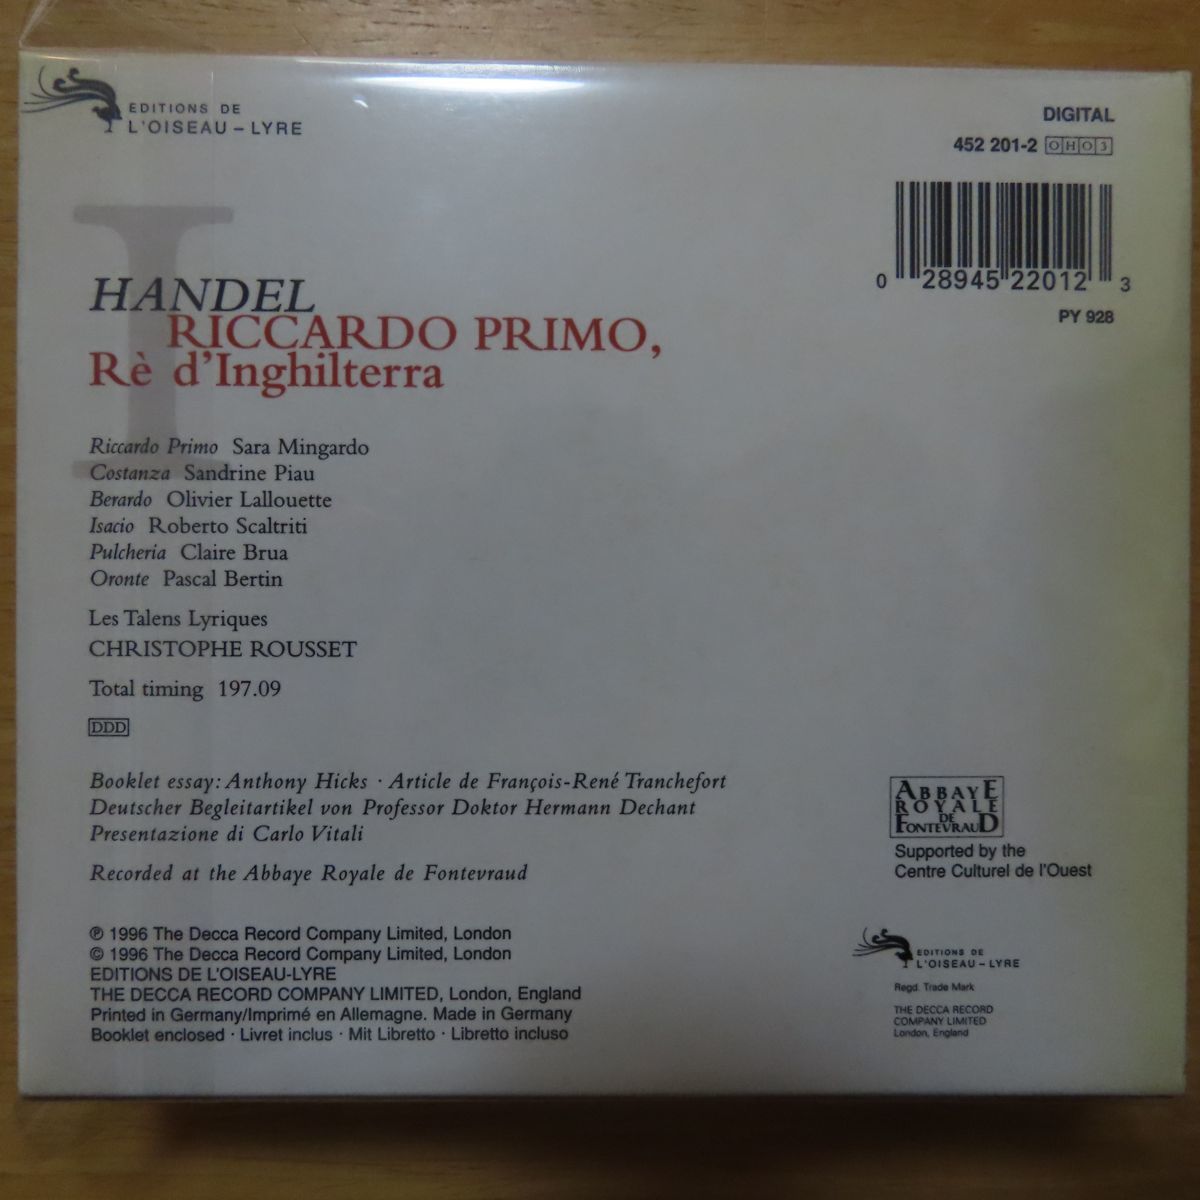 EDITIONS DE
L'OISEAU-LYRE
DIGITAL
452 201-2 OHO3
0 28945 22012 3
PY 928
I
HANDEL
RICCARDO PRIMO,
Rè d'Inghilterra
Riccardo Primo Sara Mingardo
Costanza Sandrine Piau
Berardo Olivier Lallouette
Isacio Roberto Scaltriti
Pulcheria Claire Brua
Oronte Pascal Bertin
Les Talens Lyriques
CHRISTOPHE ROUSSET
Total timing 197.09
DDD
Booklet essay: Anthony Hicks · Article de François-René Tranchefort
Deutscher Begleitartikel von Professor Doktor Hermann Dechant
Presentazione di Carlo Vitali
Recorded at the Abbaye Royale de Fontevraud
ABBAYE
ROYALE
DE
FONTEVRAUD
Supported by the
Centre Culturel de l'Ouest
℗ 1996 The Decca Record Company Limited, London
© 1996 The Decca Record Company Limited, London
EDITIONS DE L'OISEAU-LYRE
THE DECCA RECORD COMPANY LIMITED, London, England
Printed in Germany/Imprimé en Allemagne. Made in Germany
Booklet enclosed · Livret inclus · Mit Libretto · Libretto incluso
EDITIONS DE
L'OISEAU-LYRE
Regd. Trade Mark
THE DECCA RECORD
COMPANY LIMITED
London, England